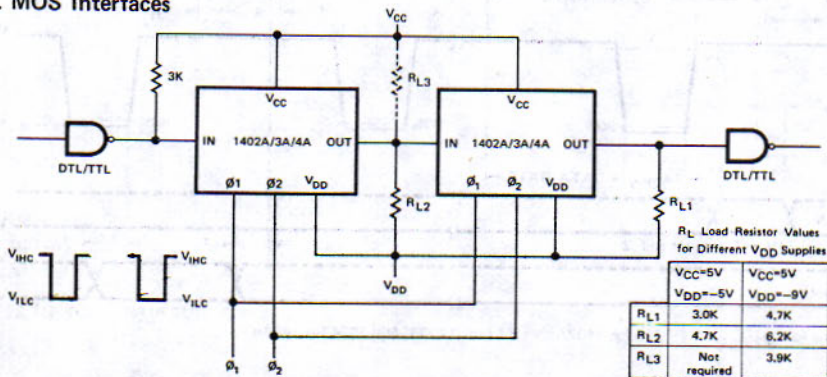 MOS Interfaces
VCC
3K
RL3
VCC
VCC
IN 1402A/3A/4A OUT
IN 1402A/3A/4A OUT
DTL/TTL
DTL/TTL
Ø1 Ø2 VDD
Ø1 Ø2 VDD
RL2
RL1
RL Load Resistor Values
for Different VDD Supplies
VIHC
VIHC
VILC
VILC
VDD
VCC=5V VCC=5V
VDD=−5V VDD=−9V
RL1 3.0K 4.7K
RL2 4.7K 6.2K
RL3 Not required 3.9K
Ø1 Ø2